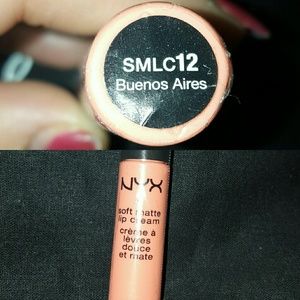 SMLC12
Buenos Aires
NYX
soft matte
lip cream
crème à
lèvres
douce
et mate